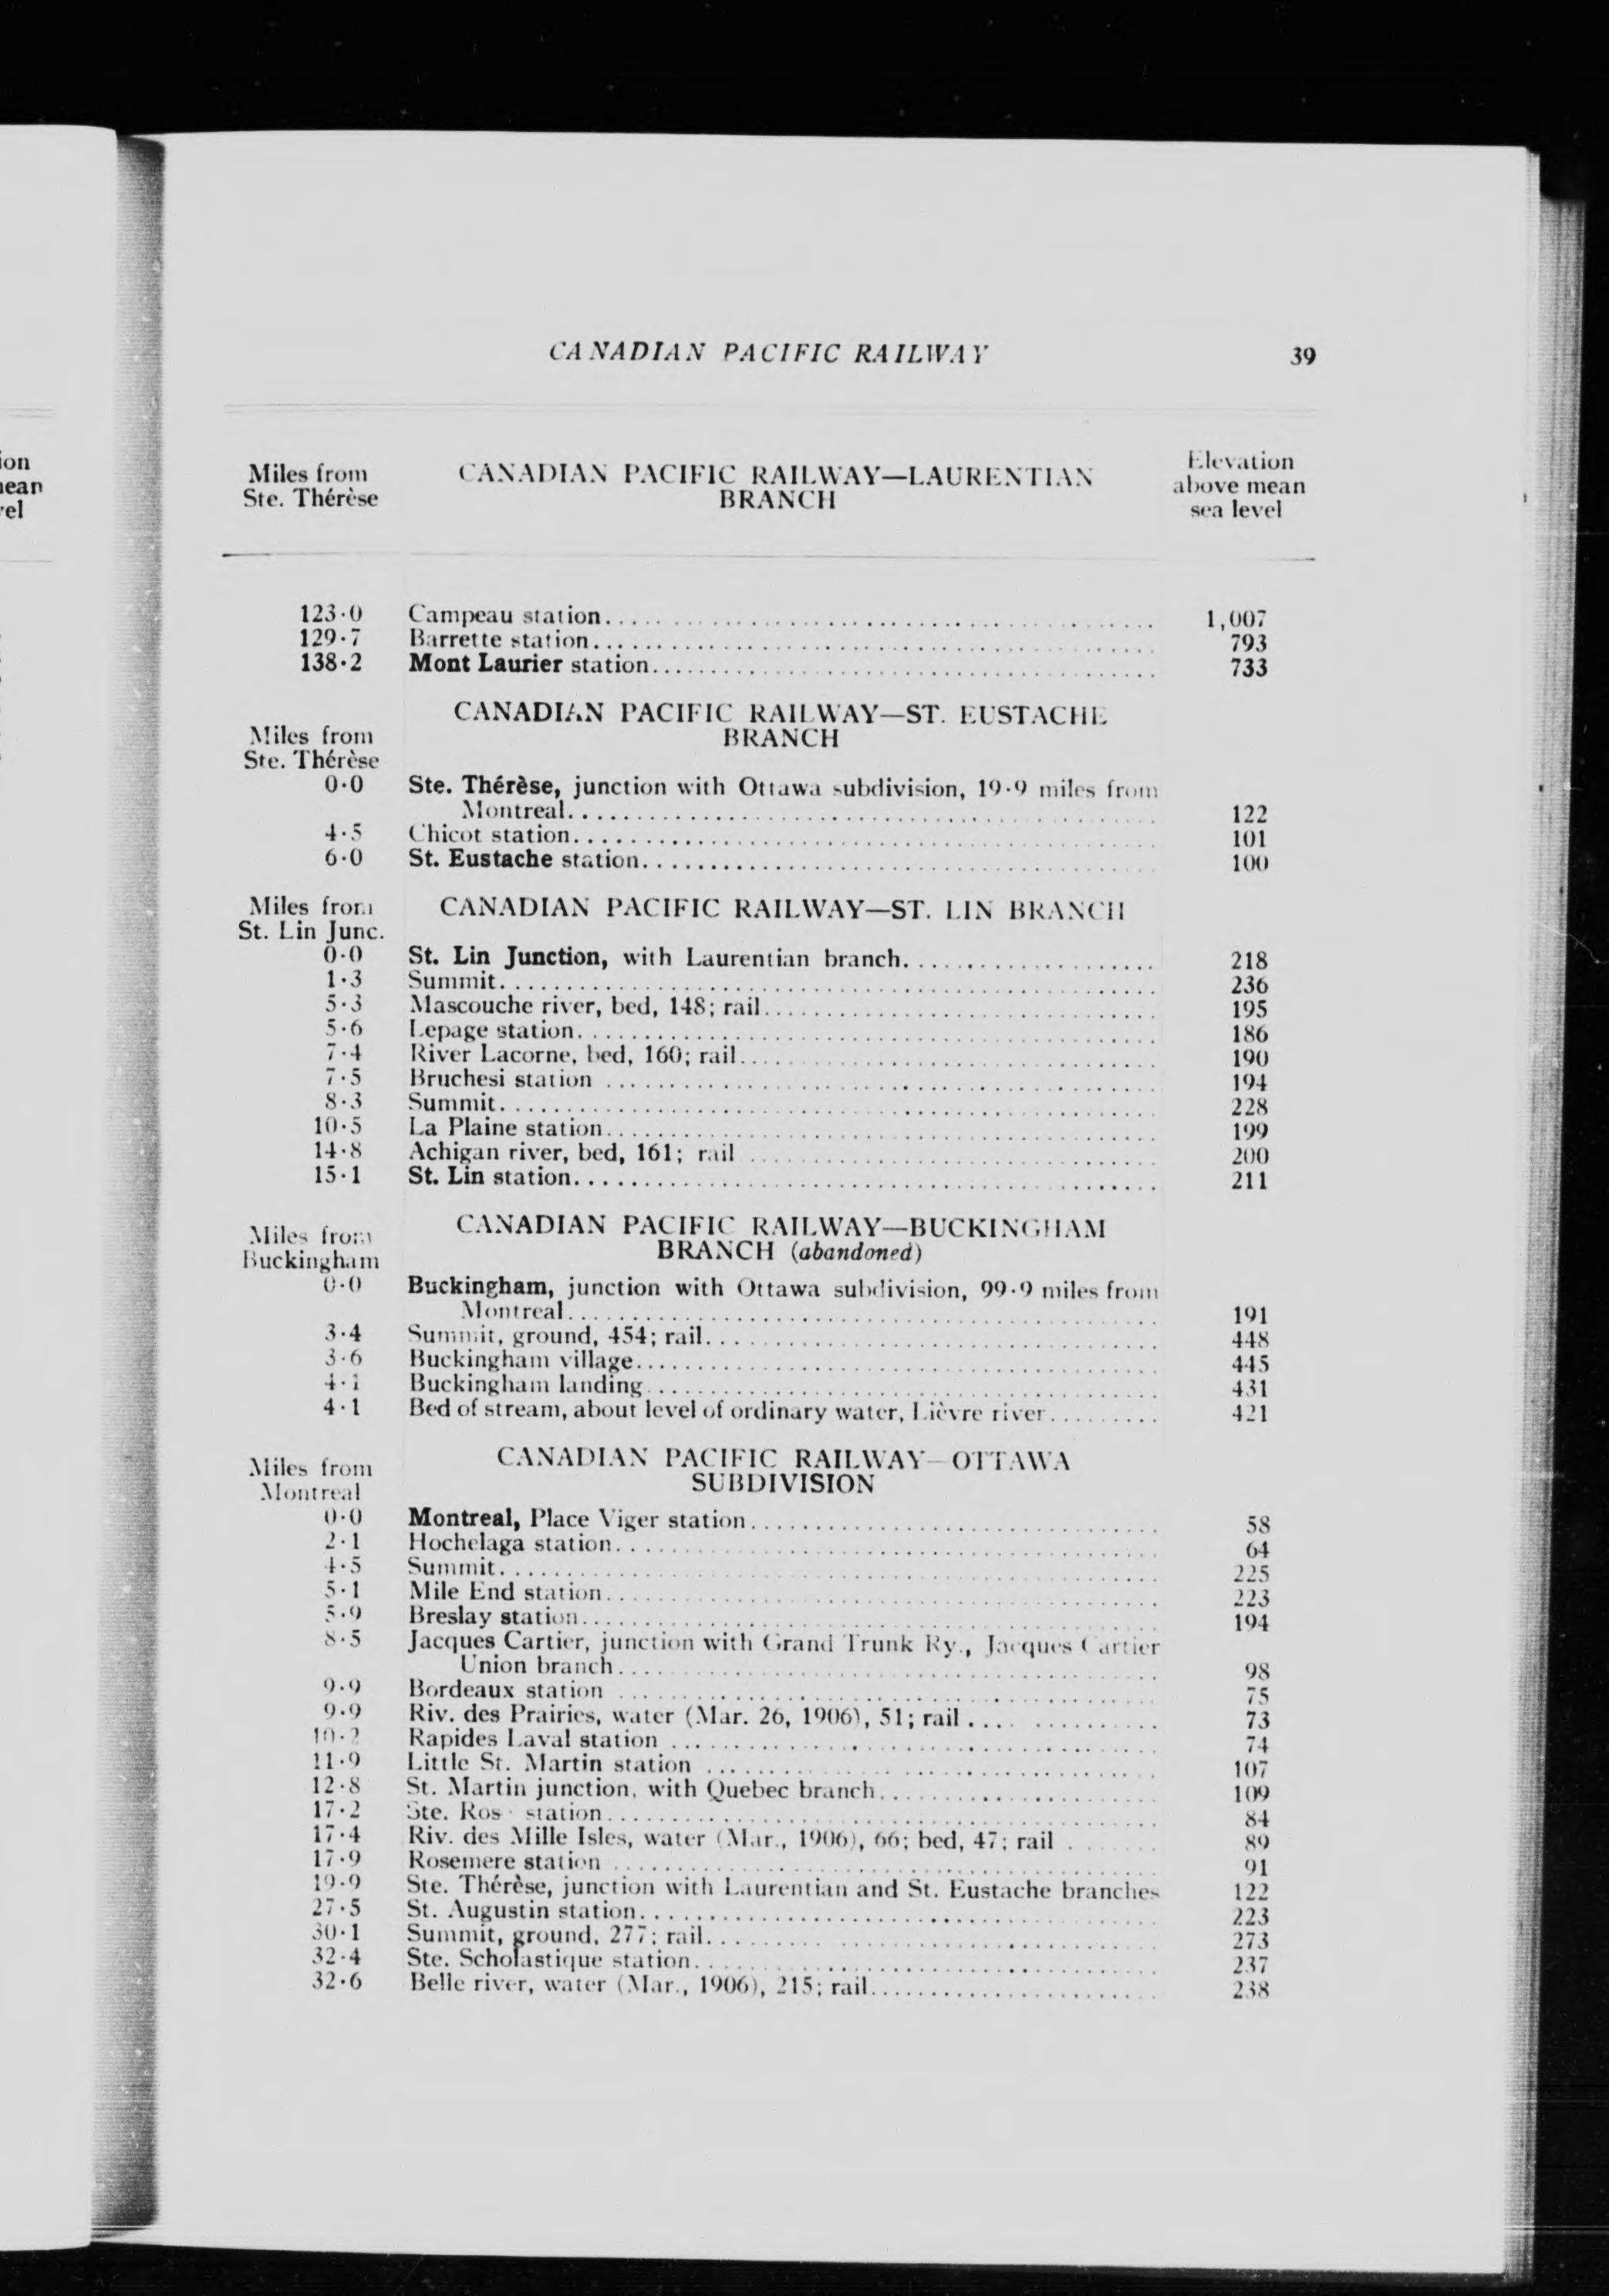 CANADIAN PACIFIC RAILWAY 39
ion
mean
vel
Miles from
Ste. Thérèse
CANADIAN PACIFIC RAILWAY—LAURENTIAN
BRANCH
Elevation
above mean
sea level
123·0 Campeau station 1,007
129·7 Barrette station 793
138·2 Mont Laurier station 733
Miles from
Ste. Thérèse
CANADIAN PACIFIC RAILWAY—ST. EUSTACHE
BRANCH
0·0 Ste. Thérèse, junction with Ottawa subdivision, 19·9 miles from
Montreal 122
4·5 Chicot station 101
6·0 St. Eustache station 100
Miles from
St. Lin Junc.
CANADIAN PACIFIC RAILWAY—ST. LIN BRANCH
0·0 St. Lin Junction, with Laurentian branch 218
1·3 Summit 236
5·3 Mascouche river, bed, 148; rail 195
5·6 Lepage station 186
7·4 River Lacorne, bed, 160; rail 190
7·5 Bruchesi station 194
8·3 Summit 228
10·5 La Plaine station 199
14·8 Achigan river, bed, 161; rail 200
15·1 St. Lin station 211
Miles from
Buckingham
CANADIAN PACIFIC RAILWAY—BUCKINGHAM
BRANCH (abandoned)
0·0 Buckingham, junction with Ottawa subdivision, 99·9 miles from
Montreal 191
3·4 Summit, ground, 454; rail 448
3·6 Buckingham village 445
4·1 Buckingham landing 431
4·1 Bed of stream, about level of ordinary water, Lièvre river 421
Miles from
Montreal
CANADIAN PACIFIC RAILWAY—OTTAWA
SUBDIVISION
0·0 Montreal, Place Viger station 58
2·1 Hochelaga station 64
4·5 Summit 225
5·1 Mile End station 223
5·9 Breslay station 194
8·5 Jacques Cartier, junction with Grand Trunk Ry., Jacques Cartier
Union branch 98
9·9 Bordeaux station 75
9·9 Riv. des Prairies, water (Mar. 26, 1906), 51; rail 73
10·2 Rapides Laval station 74
11·9 Little St. Martin station 107
12·8 St. Martin junction, with Quebec branch 109
17·2 Ste. Ros station 84
17·4 Riv. des Mille Isles, water (Mar., 1906), 66; bed, 47; rail 89
17·9 Rosemere station 91
19·9 Ste. Thérèse, junction with Laurentian and St. Eustache branches 122
27·5 St. Augustin station 223
30·1 Summit, ground, 277; rail 273
32·4 Ste. Scholastique station 237
32·6 Belle river, water (Mar., 1906), 215; rail 238